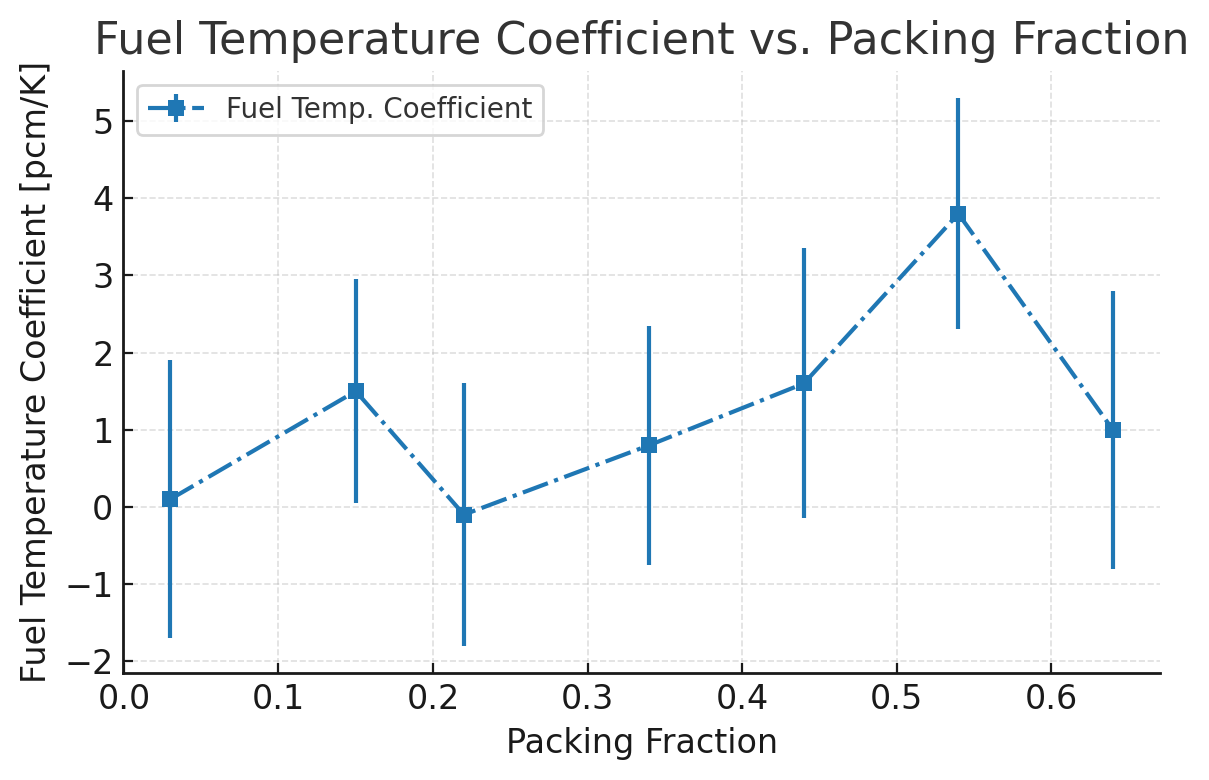 Fuel Temperature Coefficient vs. Packing Fraction
Fuel Temperature Coefficient [pcm/K]
Fuel Temp. Coefficient
5
4
3
2
1
0
−1
−2
0.0 0.1 0.2 0.3 0.4 0.5 0.6
Packing Fraction